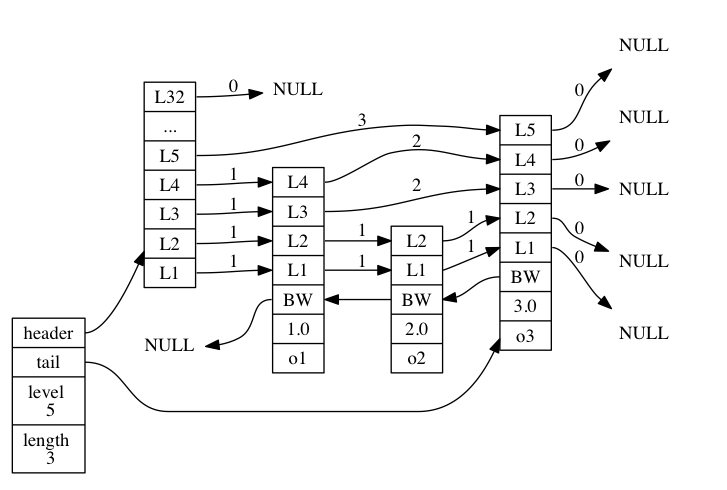 NULL
L32
0
NULL
NULL
...
3
L5
0
L5
2
L4
0
L4
1
L4
L3
2
0
NULL
L3
1
L3
L2
1
0
L2
1
L2
1
L2
L1
1
0
NULL
L1
1
L1
1
L1
BW
BW
BW
3.0
header
NULL
1.0
2.0
o3
NULL
tail
o1
o2
level
5
length
3